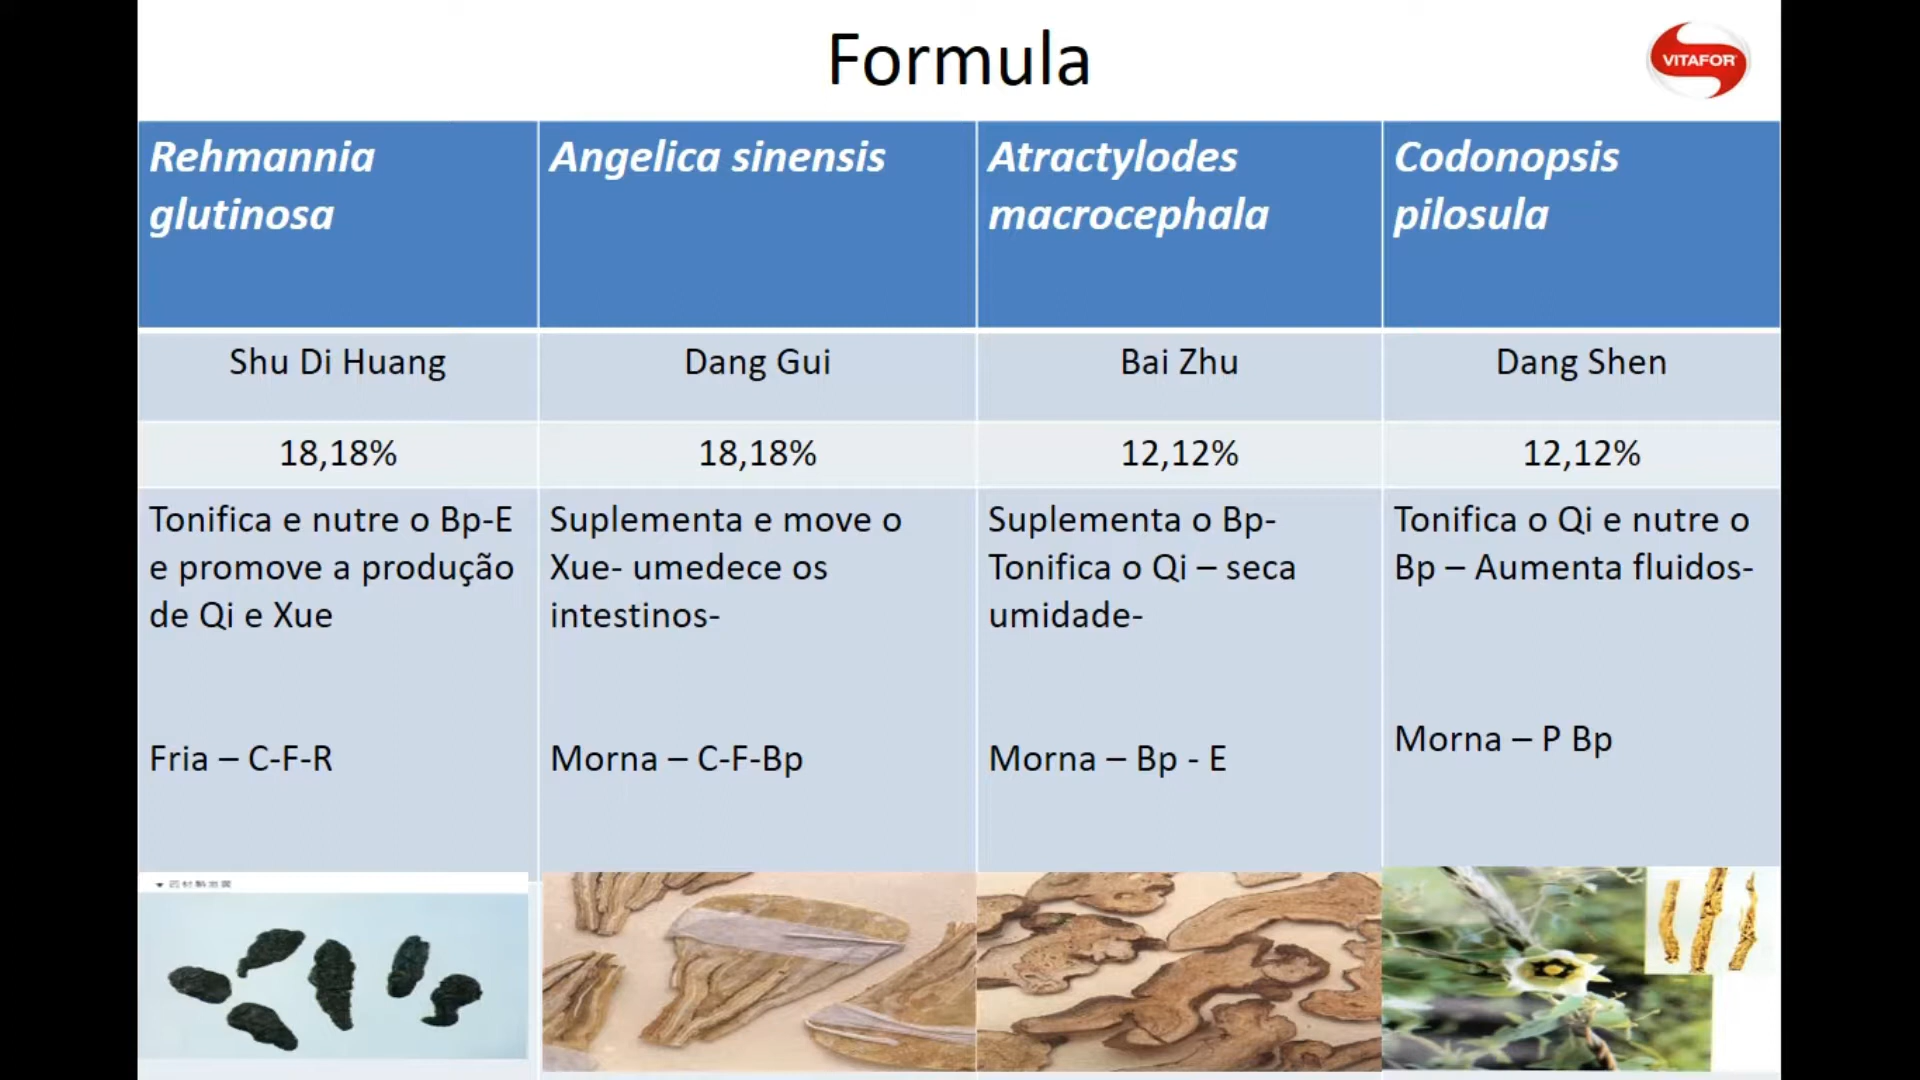 Formula
VITAFOR
Rehmannia
glutinosa
Angelica sinensis
Atractylodes
macrocephala
Codonopsis
pilosula
Shu Di Huang
Dang Gui
Bai Zhu
Dang Shen
18,18%
18,18%
12,12%
12,12%
Tonifica e nutre o Bp-E
e promove a produção
de Qi e Xue
Fria – C-F-R
Suplementa e move o
Xue- umedece os
intestinos-
Morna – C-F-Bp
Suplementa o Bp-
Tonifica o Qi – seca
umidade-
Morna – Bp - E
Tonifica o Qi e nutre o
Bp – Aumenta fluidos-
Morna – P Bp